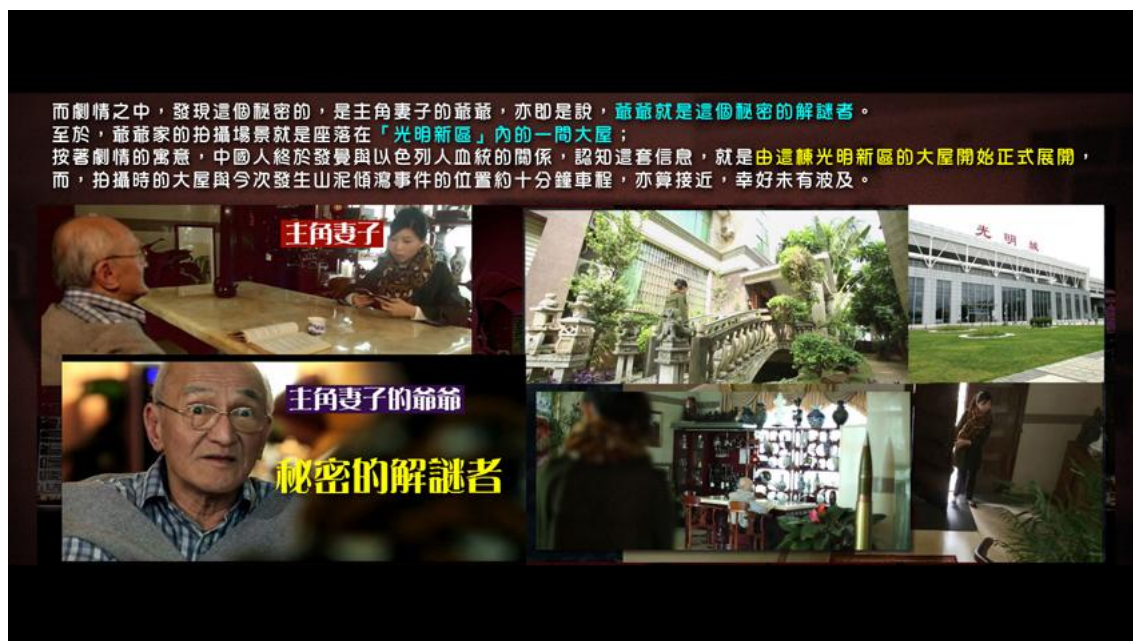 而劇情之中，發現這個秘密的，是主角妻子的爺爺，亦即是說，爺爺就是這個秘密的解謎者。
至於，爺爺家的拍攝場景就是座落在「光明新區」內的一間大屋；
按著劇情的寓意，中國人終於發覺與以色列人血統的關係，認知這套信息，就是由這棟光明新區的大屋開始正式展開，
而，拍攝時的大屋與今次發生山泥傾瀉事件的位置約十分鐘車程，亦算接近，幸好未有波及。
主角妻子
光明城
主角妻子的爺爺
秘密的解謎者